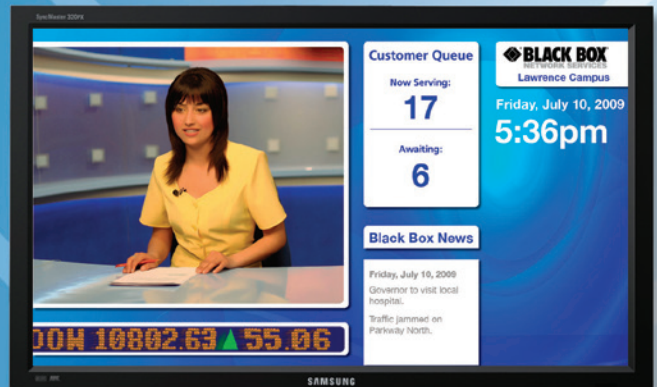 SyncMaster 320PX
Customer Queue
Now Serving:
17
Awaiting:
6
BLACK BOX
NETWORK SERVICES
Lawrence Campus
Friday, July 10, 2009
5:36pm
Black Box News
Friday, July 10, 2009
Governor to visit local
hospital.
Traffic jammed on
Parkway North.
DOW 10802.63 ▲ 55.06
SAMSUNG